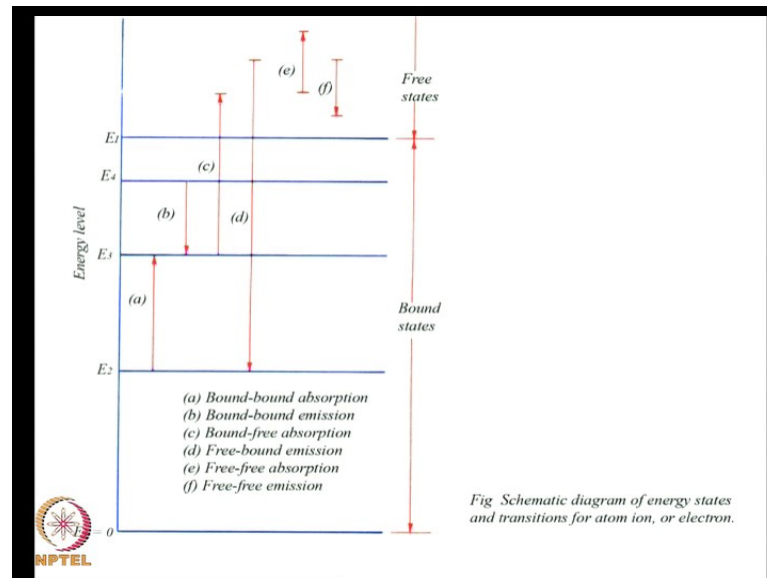 (e)
(f)
Free
states
E₁
E₄
(c)
(b)
(d)
Energy level
E₃
(a)
Bound
states
E₂
(a) Bound-bound absorption
(b) Bound-bound emission
(c) Bound-free absorption
(d) Free-bound emission
(e) Free-free absorption
(f) Free-free emission
Fig Schematic diagram of energy states
and transitions for atom ion, or electron.
= 0
NPTEL